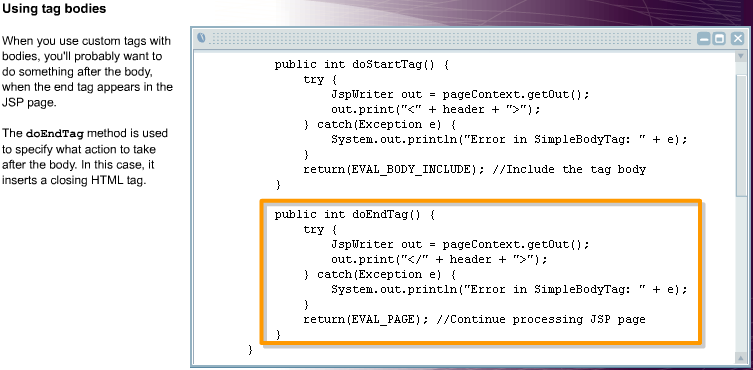 Using tag bodies
When you use custom tags with
bodies, you'll probably want to
do something after the body,
when the end tag appears in the
JSP page.
The doEndTag method is used
to specify what action to take
after the body. In this case, it
inserts a closing HTML tag.
public int doStartTag() {
try {
JspWriter out = pageContext.getOut();
out.print("<" + header + ">");
} catch(Exception e) {
System.out.println("Error in SimpleBodyTag: " + e);
}
return(EVAL_BODY_INCLUDE); //Include the tag body
}
public int doEndTag() {
try {
JspWriter out = pageContext.getOut();
out.print("</" + header + ">");
} catch(Exception e) {
System.out.println("Error in SimpleBodyTag: " + e);
}
return(EVAL_PAGE); //Continue processing JSP page
}
}